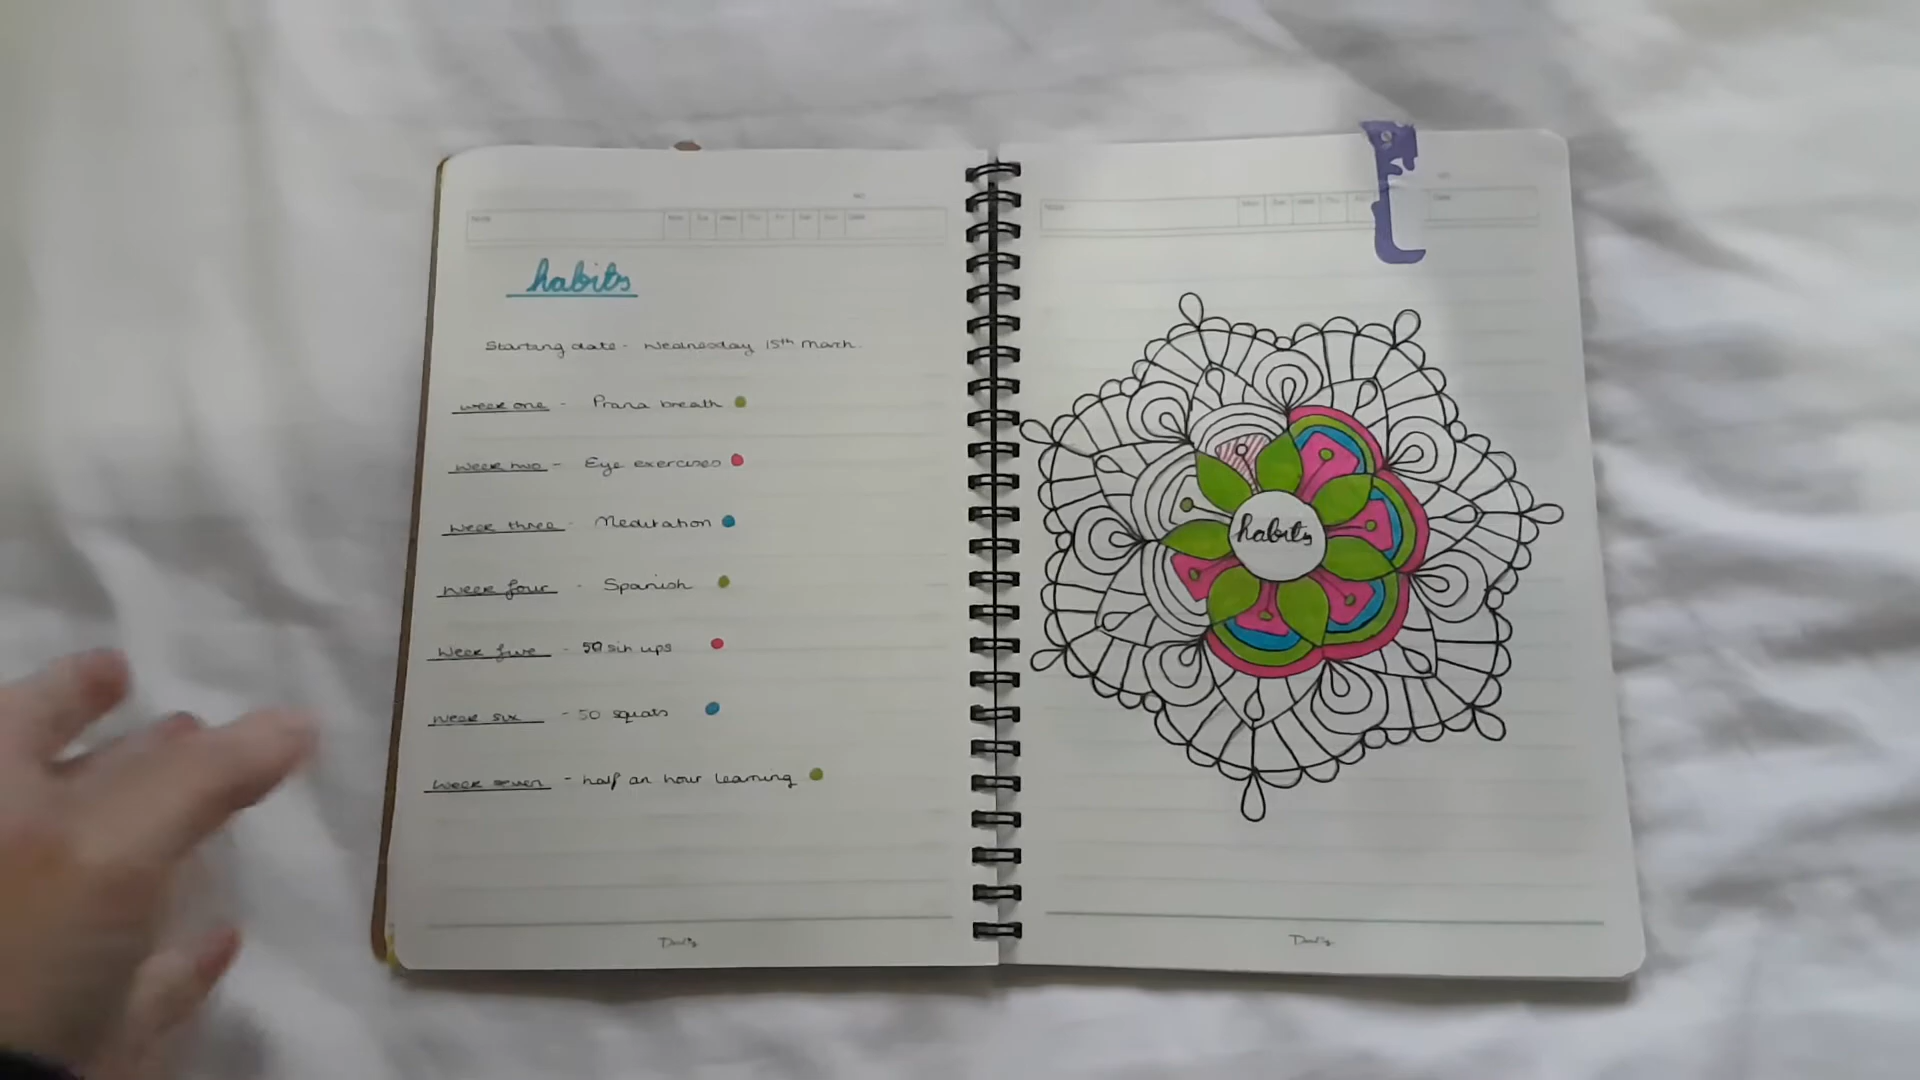 habits
Starting date - Wednesday 15th March.
week one - Prana breath
week two - Eye exercises
week three - Meditation
week four - Spanish
week five - 50 sit ups
week six - 50 squats
week seven - half an hour learning
habits